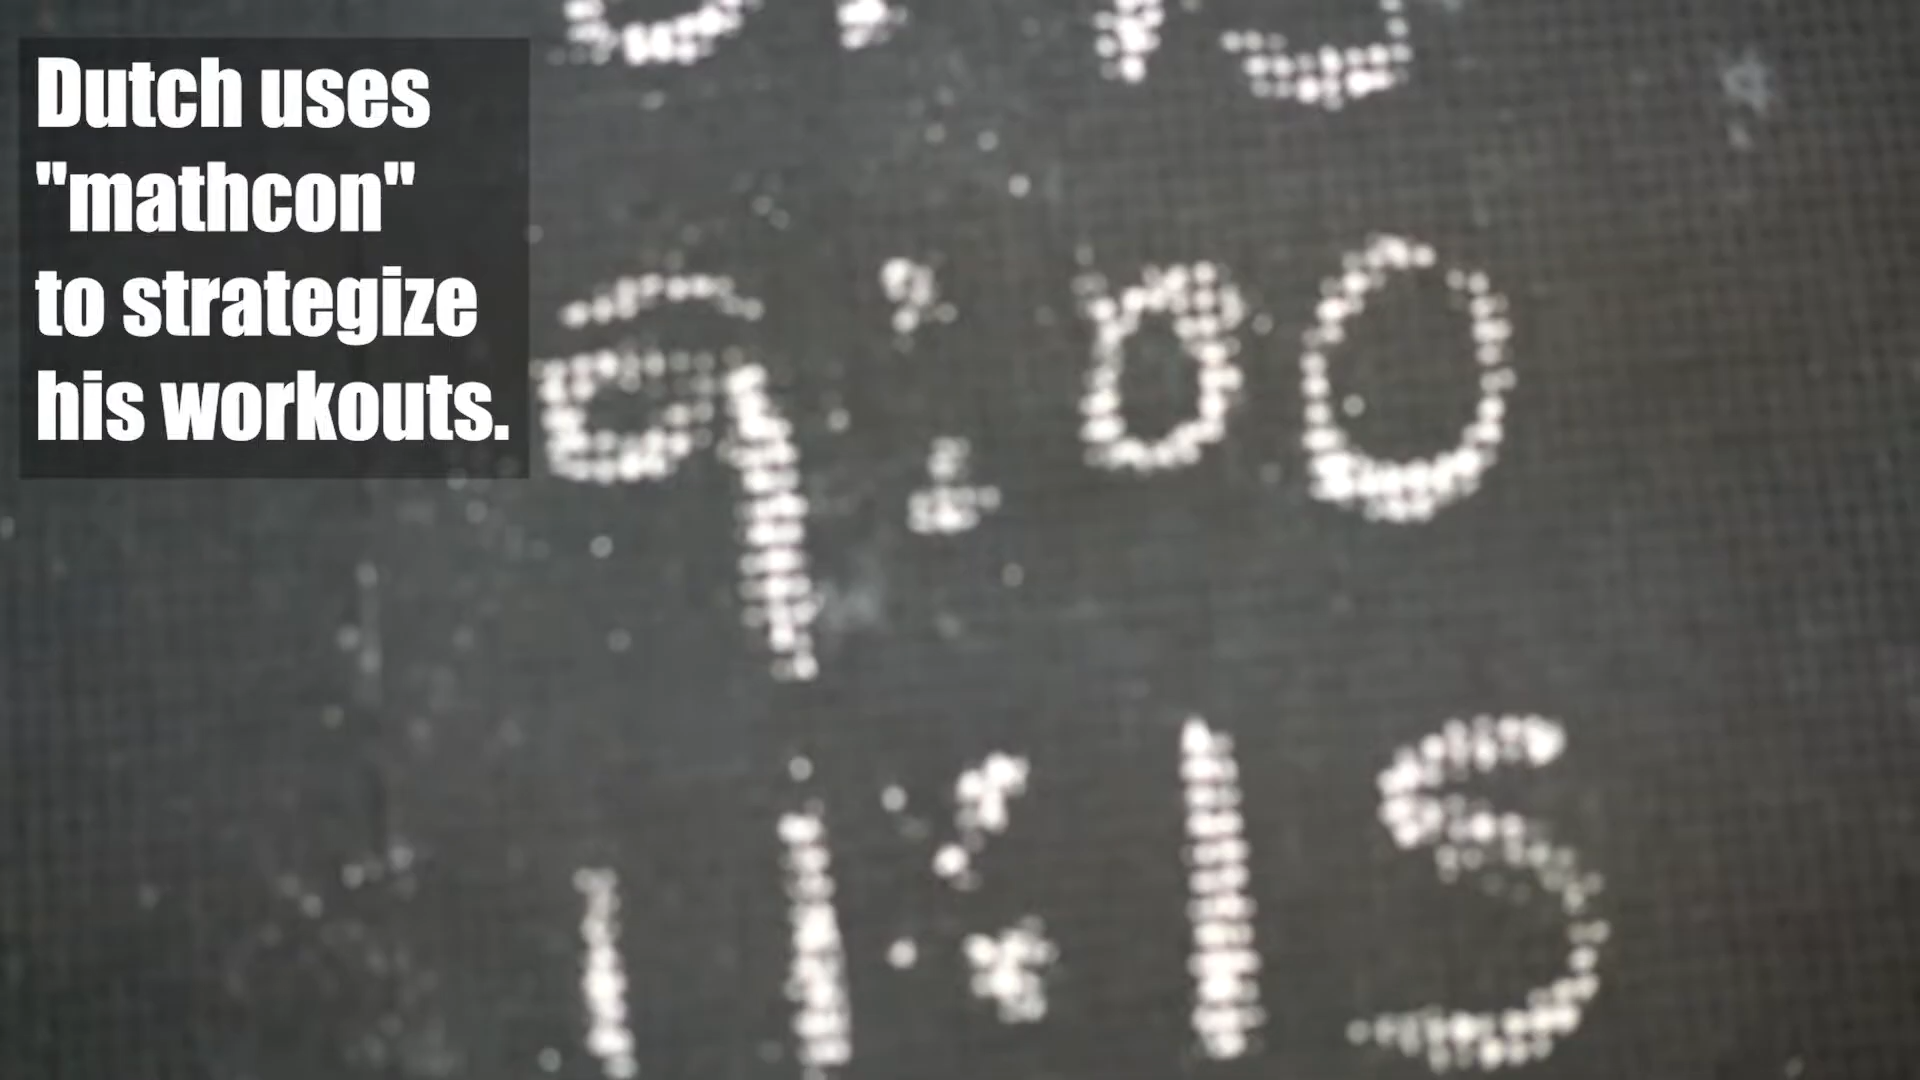 Dutch uses
"mathcon"
to strategize
his workouts.
9:00
11:15